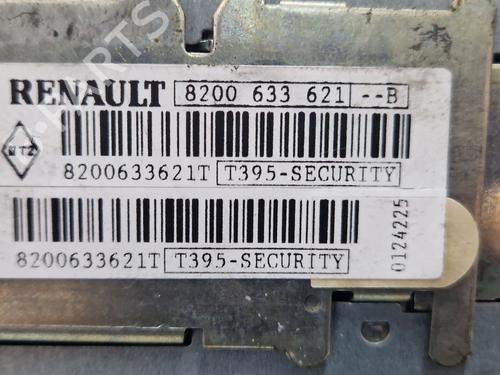 RENAULT 8200 633 621 --B
8200633621T T395-SECURITY
8200633621T T395-SECURITY
0124225